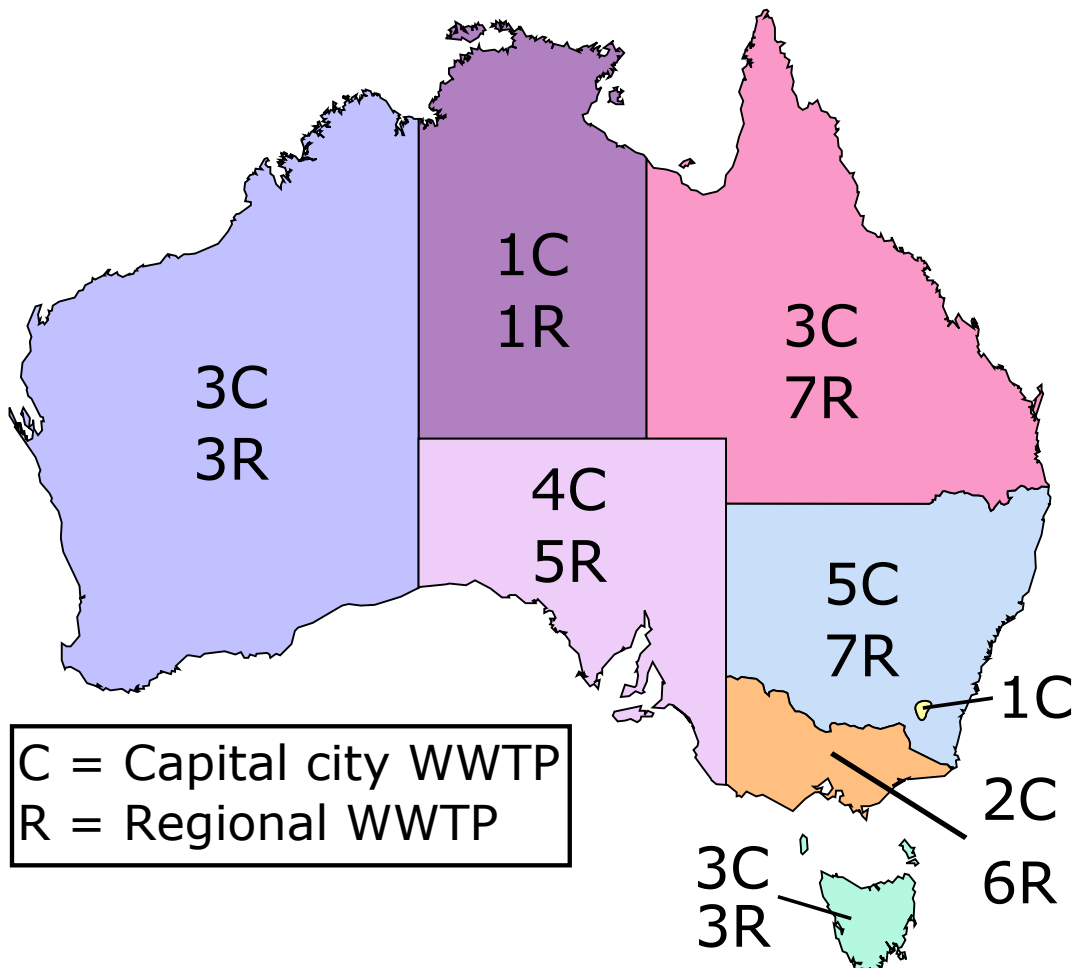 1C
1R
3C
7R
3C
3R
4C
5R
5C
7R
1C
C = Capital city WWTP
R = Regional WWTP
2C
6R
3C
3R